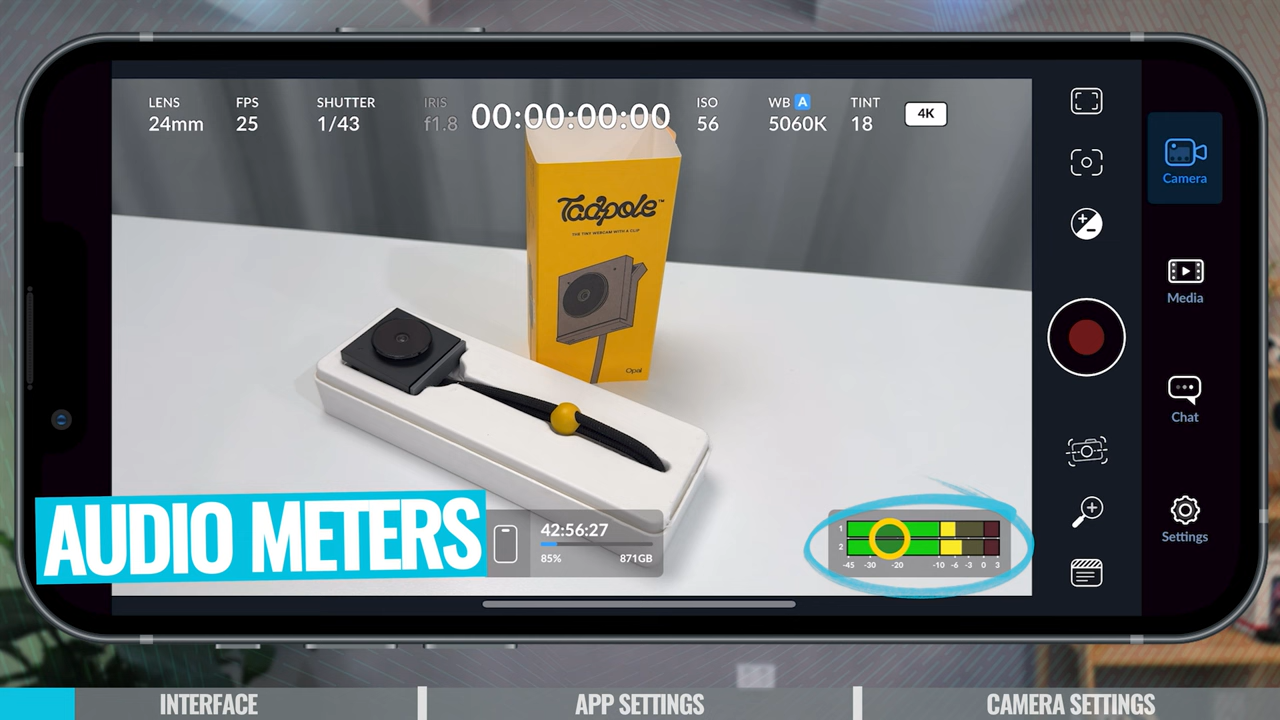 LENS
24mm
FPS
25
SHUTTER
1/43
IRIS
f1.8
00:00:00:00
ISO
56
WB A
5060K
TINT
18
4K
Camera
Media
Chat
Settings
Tadpole™
THE TINY WEBCAM WITH A CLIP
Opal
AUDIO METERS
42:56:27
85% 871GB
1
2
-45 -30 -20 -10 -6 -3 0 3
INTERFACE
APP SETTINGS
CAMERA SETTINGS